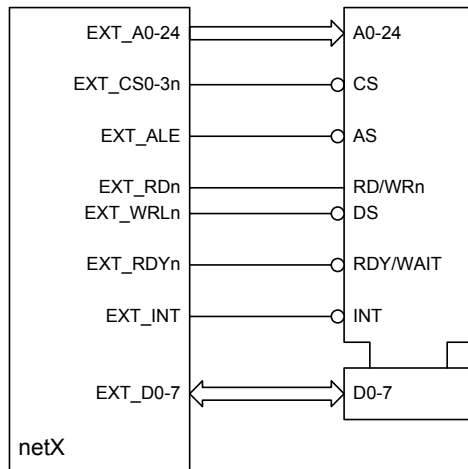 EXT_A0-24 A0-24
EXT_CS0-3n CS
EXT_ALE AS
EXT_RDn RD/WRn
EXT_WRLn DS
EXT_RDYn RDY/WAIT
EXT_INT INT
EXT_D0-7 D0-7
netX